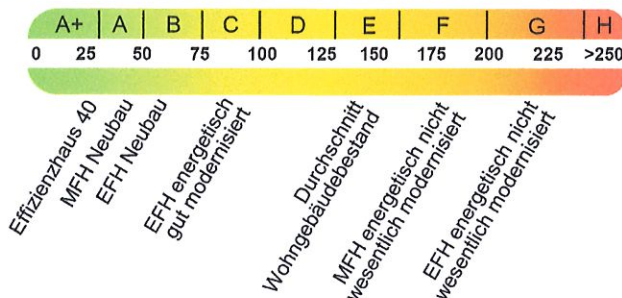 A+ A B C D E F G H
0 25 50 75 100 125 150 175 200 225 >250
Effizienzhaus 40
MFH Neubau
EFH Neubau
EFH energetisch
gut modernisiert
Durchschnitt
Wohngebäudebestand
MFH energetisch nicht
wesentlich modernisiert
EFH energetisch nicht
wesentlich modernisiert